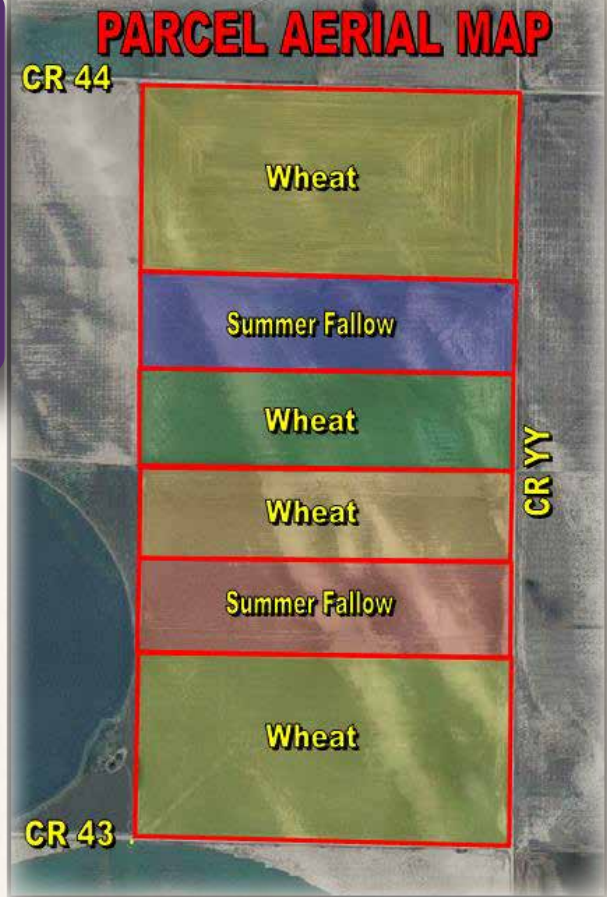 PARCEL AERIAL MAP
CR 44
Wheat
Summer Fallow
Wheat
CR YY
Wheat
Summer Fallow
Wheat
CR 43